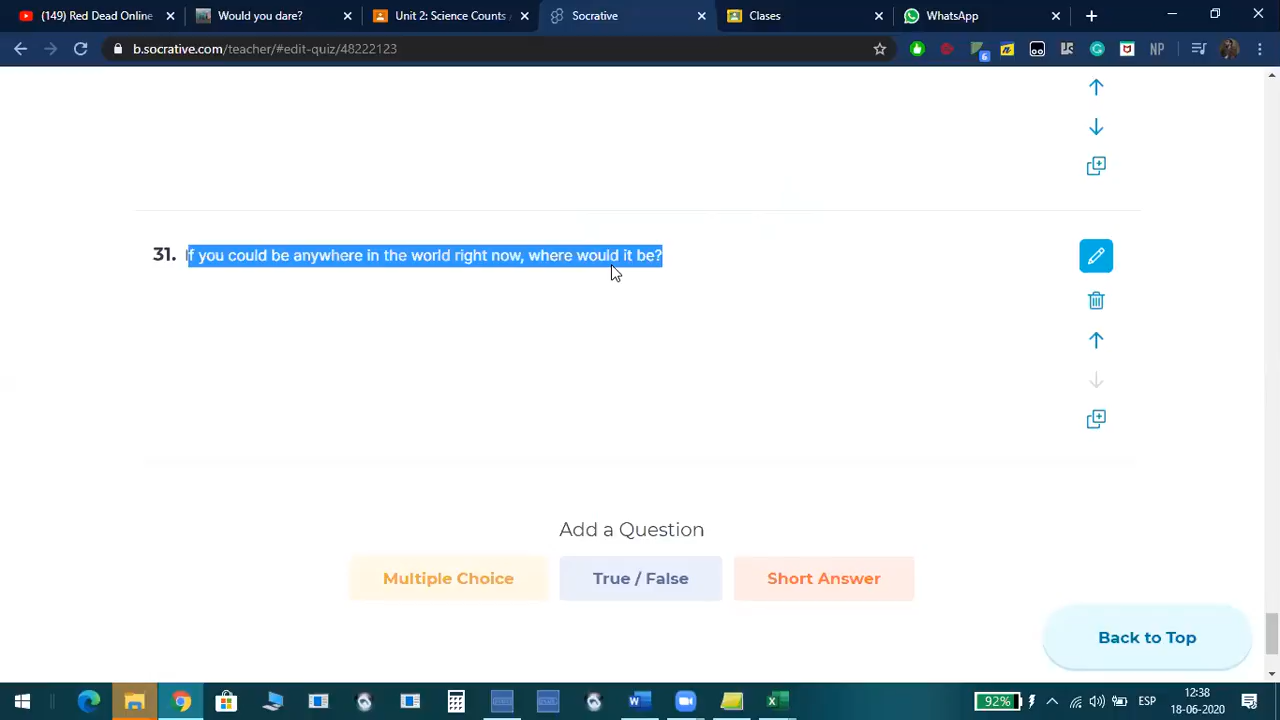 (149) Red Dead Online
Would you dare?
Unit 2: Science Counts
Socrative
Clases
WhatsApp
b.socrative.com/teacher/#edit-quiz/48222123
6
NP
31. If you could be anywhere in the world right now, where would it be?
Add a Question
Multiple Choice
True / False
Short Answer
Back to Top
92%
ESP
12:38
18-06-2020